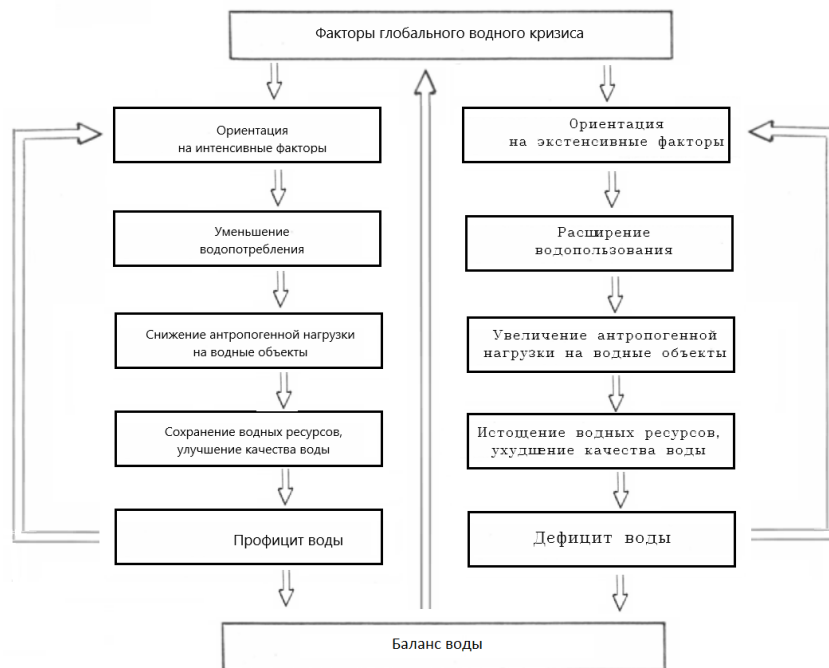 Факторы глобального водного кризиса
Ориентация
на интенсивные факторы
Уменьшение
водопотребления
Снижение антропогенной нагрузки
на водные объекты
Сохранение водных ресурсов,
улучшение качества воды
Профицит воды
Ориентация
на экстенсивные факторы
Расширение
водопользования
Увеличение антропогенной
нагрузки на водные объекты
Истощение водных ресурсов,
ухудшение качества воды
Дефицит воды
Баланс воды